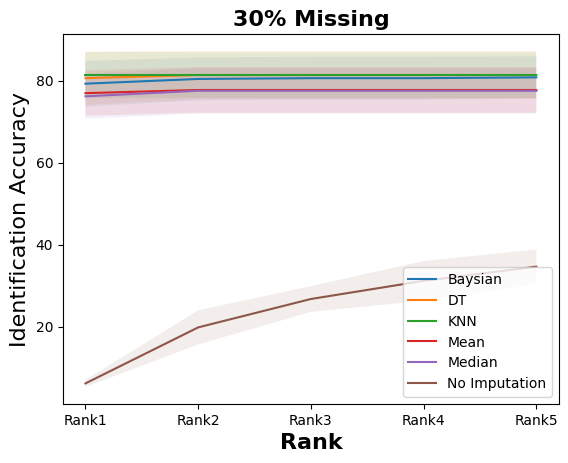 30% Missing
Identification Accuracy
80
60
40
20
Baysian
DT
KNN
Mean
Median
No Imputation
Rank1 Rank2 Rank3 Rank4 Rank5
Rank